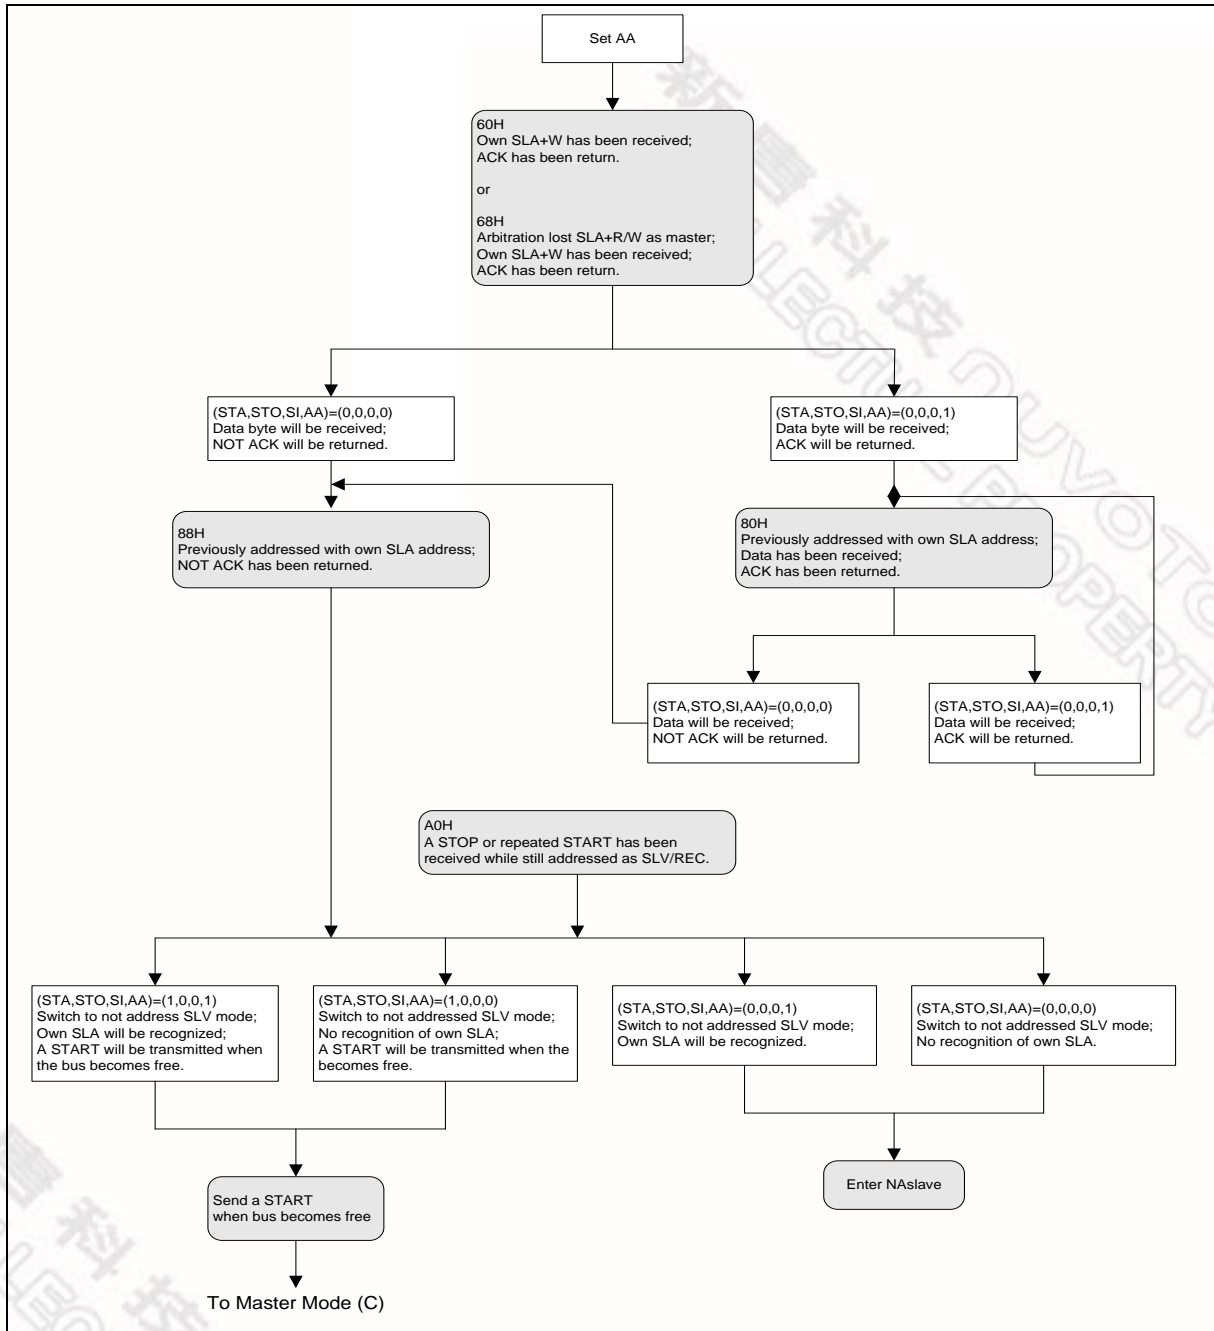 Set AA
60H
Own SLA+W has been received;
ACK has been return.
or
68H
Arbitration lost SLA+R/W as master;
Own SLA+W has been received;
ACK has been return.
(STA,STO,SI,AA)=(0,0,0,0)
Data byte will be received;
NOT ACK will be returned.
(STA,STO,SI,AA)=(0,0,0,1)
Data byte will be received;
ACK will be returned.
88H
Previously addressed with own SLA address;
NOT ACK has been returned.
80H
Previously addressed with own SLA address;
Data has been received;
ACK has been returned.
(STA,STO,SI,AA)=(0,0,0,0)
Data will be received;
NOT ACK will be returned.
(STA,STO,SI,AA)=(0,0,0,1)
Data will be received;
ACK will be returned.
A0H
A STOP or repeated START has been
received while still addressed as SLV/REC.
(STA,STO,SI,AA)=(1,0,0,1)
Switch to not address SLV mode;
Own SLA will be recognized;
A START will be transmitted when
the bus becomes free.
(STA,STO,SI,AA)=(1,0,0,0)
Switch to not addressed SLV mode;
No recognition of own SLA;
A START will be transmitted when the
becomes free.
(STA,STO,SI,AA)=(0,0,0,1)
Switch to not addressed SLV mode;
Own SLA will be recognized.
(STA,STO,SI,AA)=(0,0,0,0)
Switch to not addressed SLV mode;
No recognition of own SLA.
Send a START
when bus becomes free
Enter NAslave
To Master Mode (C)